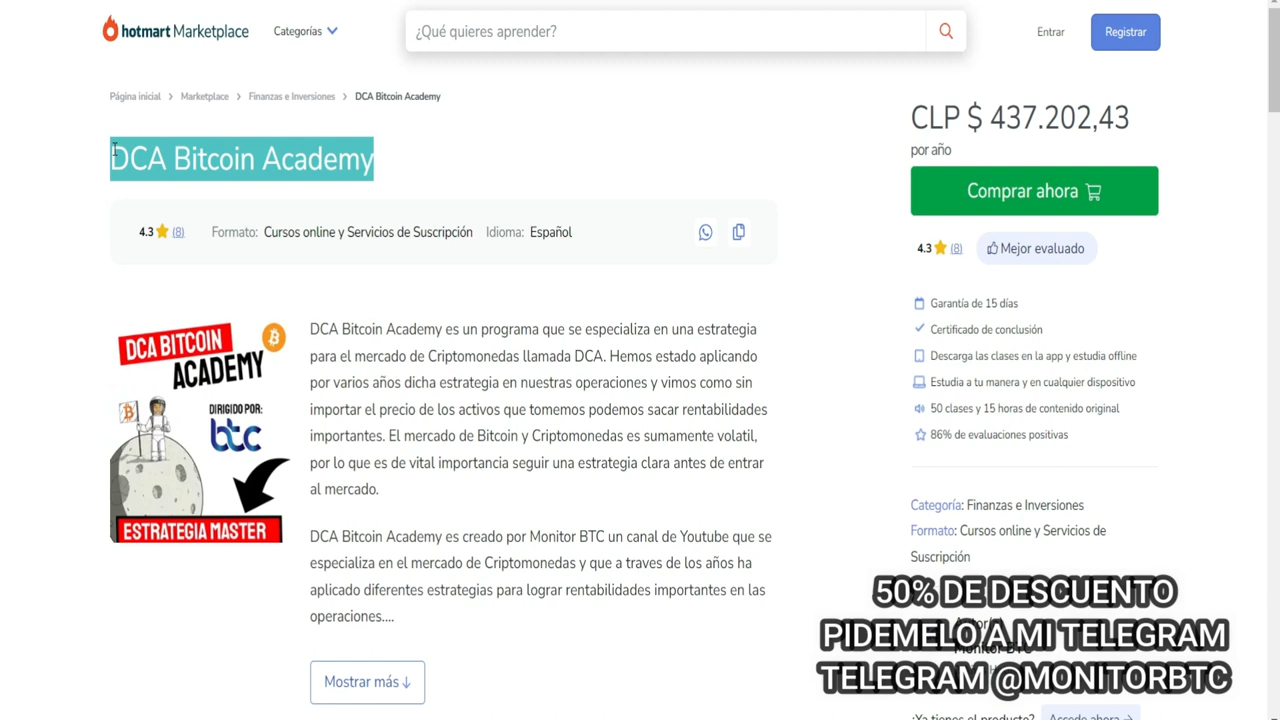 hotmart Marketplace
Categorías
¿Qué quieres aprender?
Entrar
Registrar
Página inicial > Marketplace > Finanzas e Inversiones > DCA Bitcoin Academy
DCA Bitcoin Academy
4.3 (8) Formato: Cursos online y Servicios de Suscripción Idioma: Español
DCA BITCOIN
ACADEMY
DIRIGIDO POR:
btc
ESTRATEGIA MASTER
DCA Bitcoin Academy es un programa que se especializa en una estrategia
para el mercado de Criptomonedas llamada DCA. Hemos estado aplicando
por varios años dicha estrategia en nuestras operaciones y vimos como sin
importar el precio de los activos que tomemos podemos sacar rentabilidades
importantes. El mercado de Bitcoin y Criptomonedas es sumamente volatil,
por lo que es de vital importancia seguir una estrategia clara antes de entrar
al mercado.
DCA Bitcoin Academy es creado por Monitor BTC un canal de Youtube que se
especializa en el mercado de Criptomonedas y que a traves de los años ha
aplicado diferentes estrategias para lograr rentabilidades importantes en las
operaciones....
Mostrar más ↓
CLP $ 437.202,43
por año
Comprar ahora
4.3 (8) Mejor evaluado
Garantía de 15 días
Certificado de conclusión
Descarga las clases en la app y estudia offline
Estudia a tu manera y en cualquier dispositivo
50 clases y 15 horas de contenido original
86% de evaluaciones positivas
Categoría: Finanzas e Inversiones
Formato: Cursos online y Servicios de
Suscripción
50% DE DESCUENTO
PIDEMELO A MI TELEGRAM
TELEGRAM @MONITORBTC
¿Ya tienes el producto? Accede ahora →